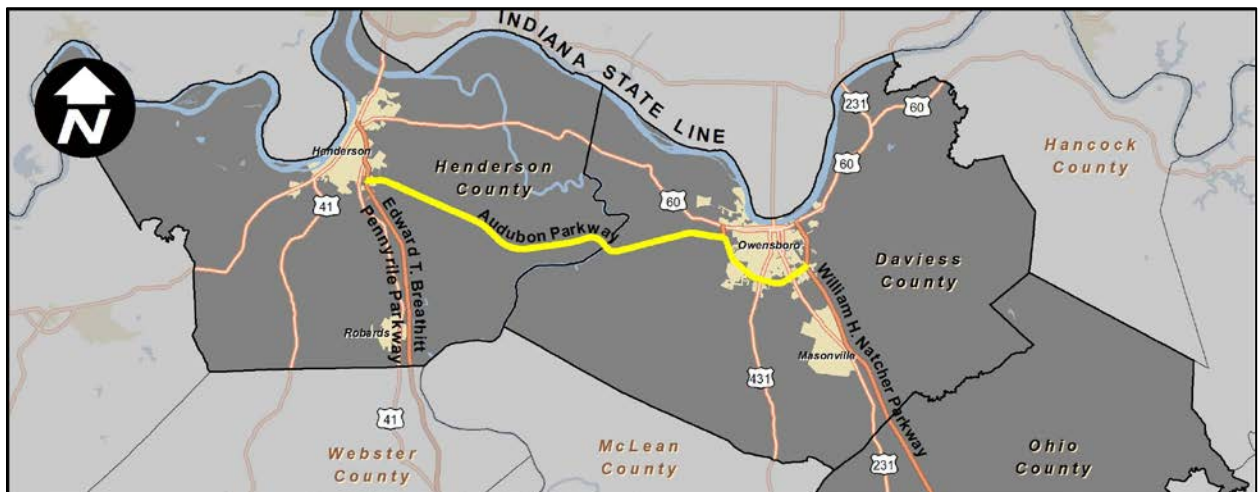 N
INDIANA STATE LINE
231
60
Hancock
County
60
Henderson
Henderson
County
41
60
Audubon Parkway
Edward T. Breathitt
Pennyrile Parkway
Owensboro
Daviess
County
William H. Natcher Parkway
Robards
Masonville
431
41
Webster
County
McLean
County
231
Ohio
County